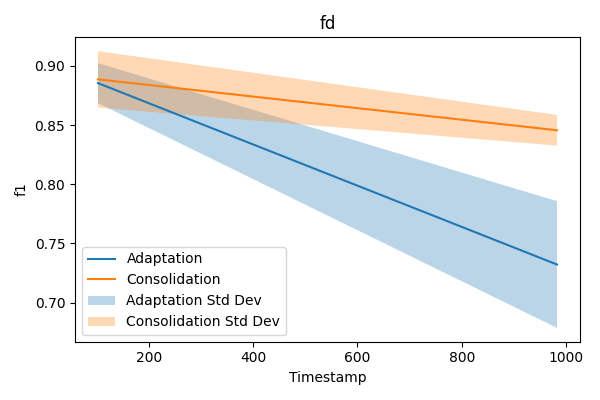 fd
0.90
0.85
0.80
0.75
0.70
f1
Adaptation
Consolidation
Adaptation Std Dev
Consolidation Std Dev
200
400
600
800
1000
Timestamp